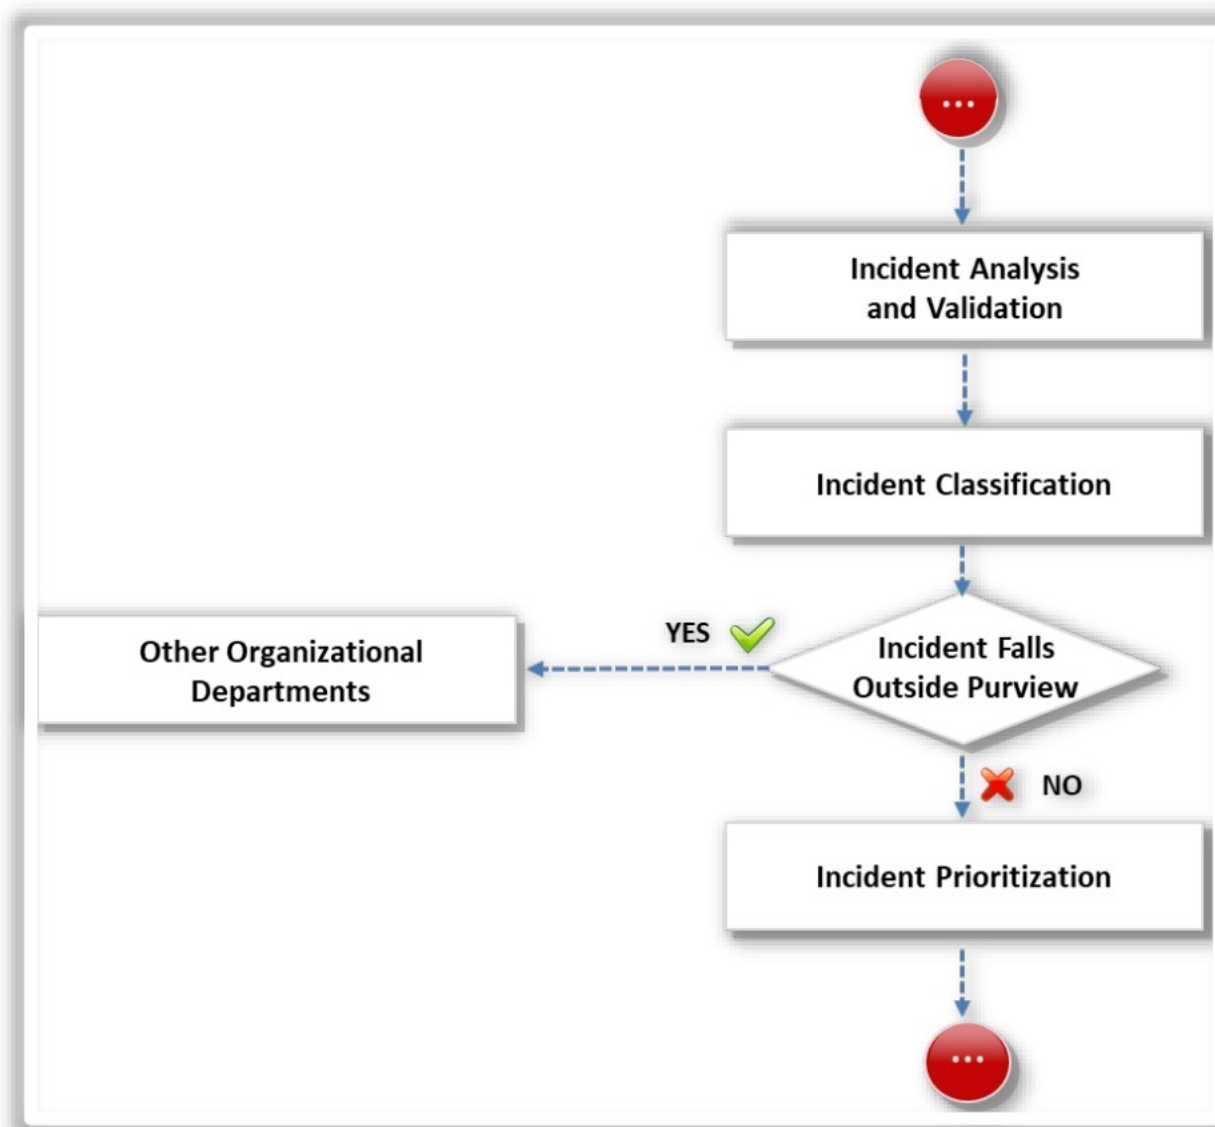 ...
Incident Analysis
and Validation
Incident Classification
YES
Incident Falls
Outside Purview
Other Organizational
Departments
NO
Incident Prioritization
...